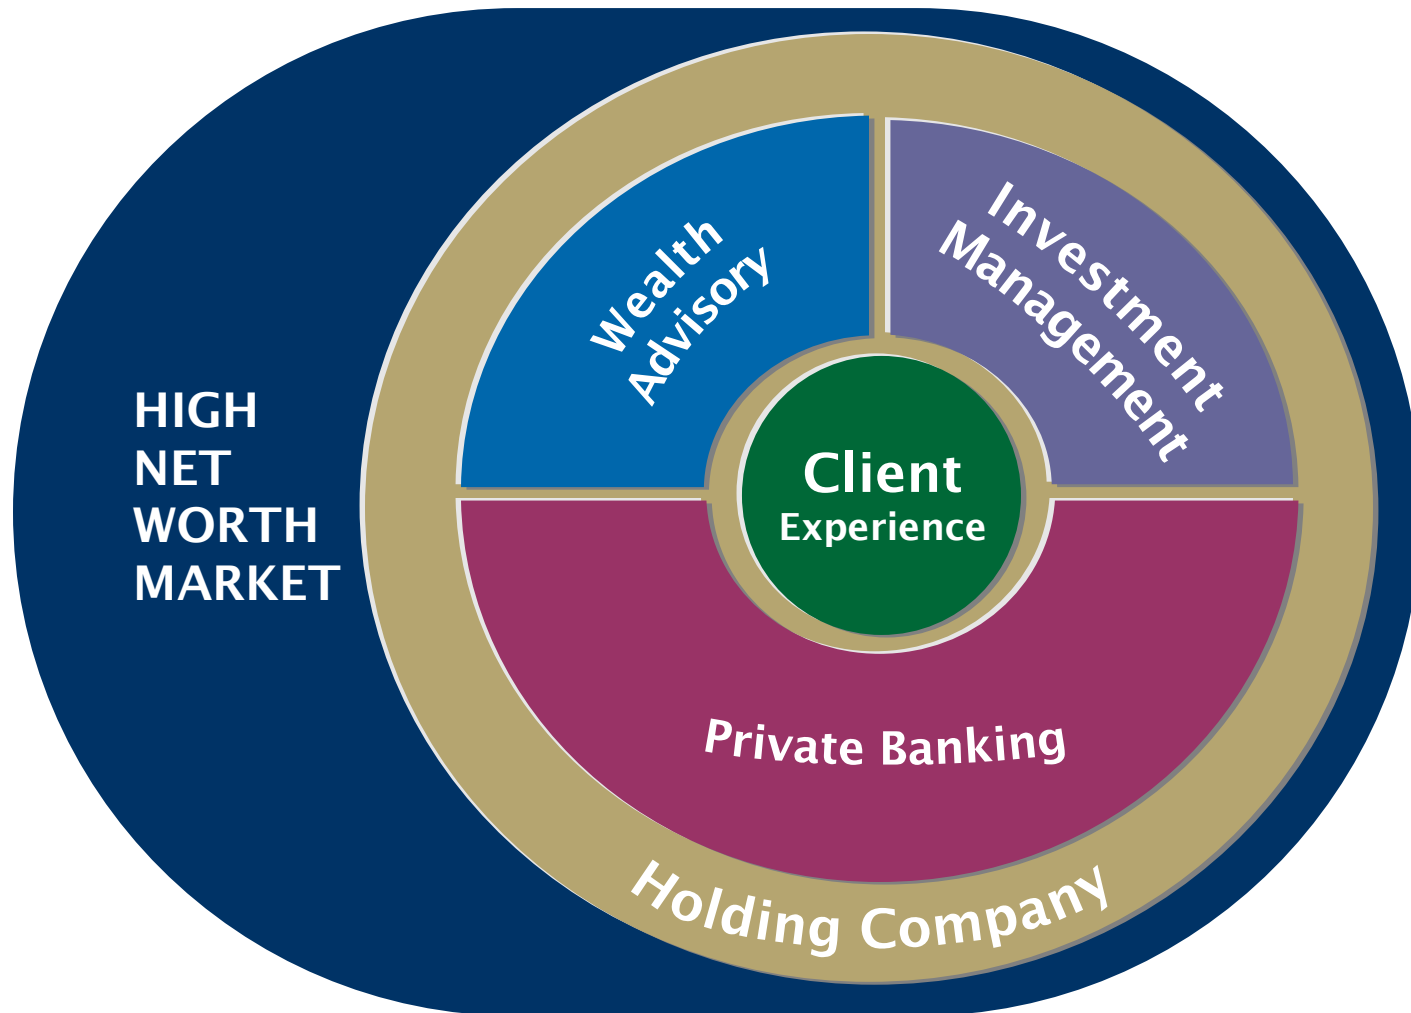 HIGH
NET
WORTH
MARKET
Wealth
Advisory
Investment
Management
Client
Experience
Private Banking
Holding Company